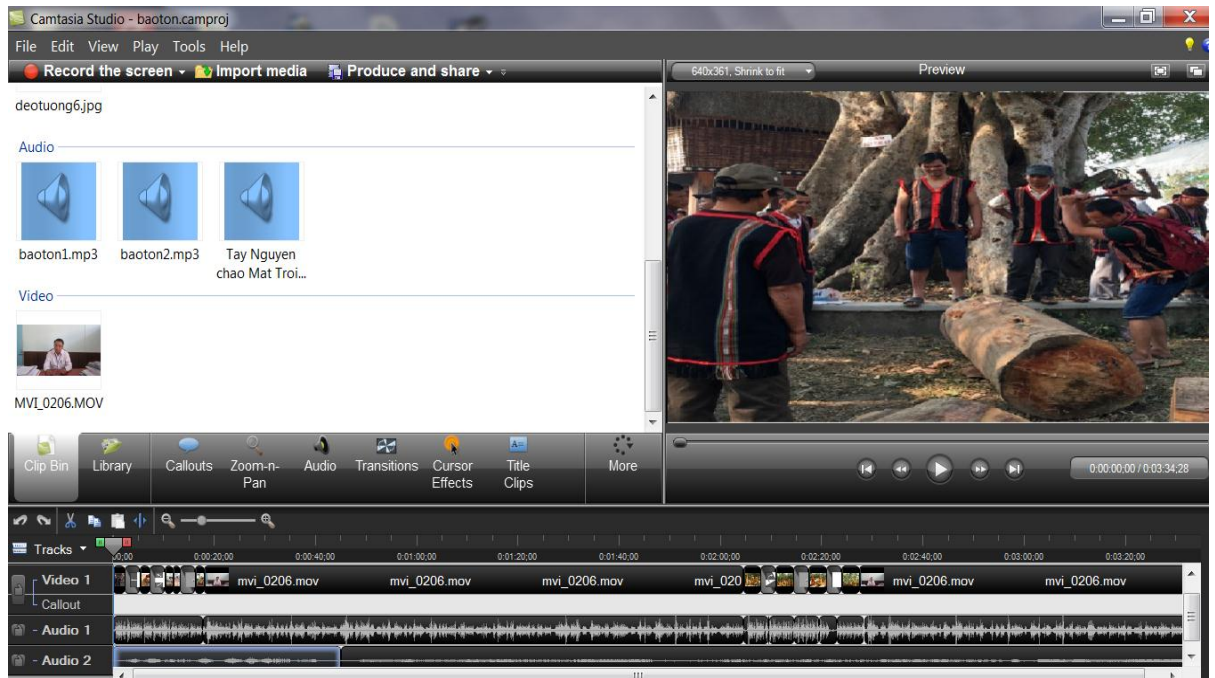 Camtasia Studio - baoton.camproj
File Edit View Play Tools Help
Record the screen Import media Produce and share
640x361, Shrink to fit Preview
deotuong6.jpg
Audio
baoton1.mp3 baoton2.mp3 Tay Nguyen
chao Mat Troi...
Video
MVI_0206.MOV
Clip Bin Library Callouts Zoom-n- Audio Transitions Cursor Title More
Pan Effects Clips
0:00:00;00 / 0:03:34;28
Tracks 00;00 0:00:20;00 0:00:40;00 0:01:00;00 0:01:20;00 0:01:40;00 0:02:00;00 0:02:20;00 0:02:40;00 0:03:00;00 0:03:20;00
Video 1 mvi_0206.mov mvi_0206.mov mvi_0206.mov mvi_020 mvi_0206.mov mvi_0206.mov
Callout
- Audio 1
- Audio 2